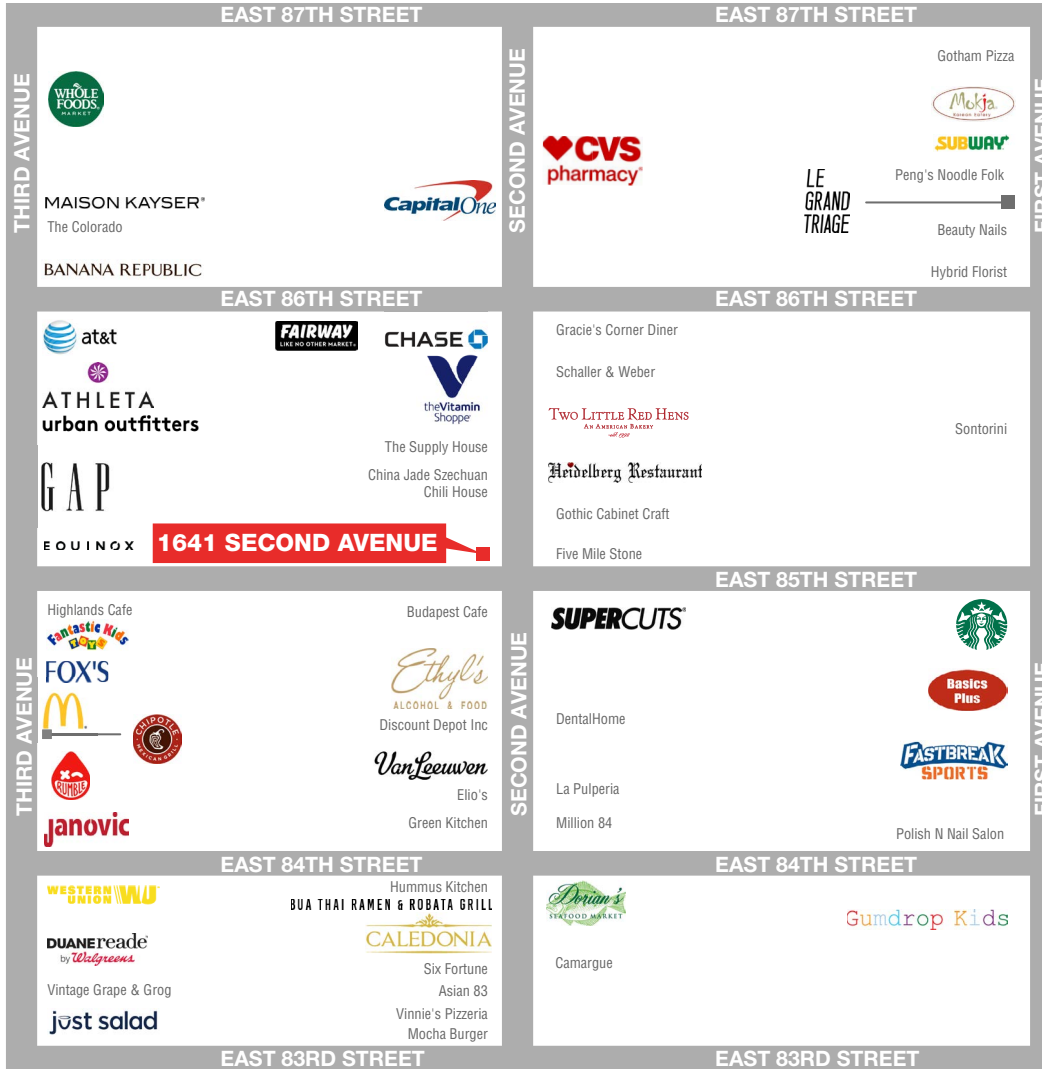 EAST 87TH STREET
EAST 87TH STREET
THIRD AVENUE
WHOLE
FOODS
MARKET
MAISON KAYSER
The Colorado
BANANA REPUBLIC
Capital One
SECOND AVENUE
CVS
pharmacy
LE
GRAND
TRIAGE
Gotham Pizza
Mokja
SUBWAY
Peng's Noodle Folk
Beauty Nails
Hybrid Florist
FIRST AVENUE
EAST 86TH STREET
EAST 86TH STREET
at&t
ATHLETA
urban outfitters
GAP
EQUINOX
FAIRWAY
LIKE NO OTHER MARKET
CHASE
theVitamin
Shoppe
The Supply House
China Jade Szechuan
Chili House
1641 SECOND AVENUE
Gracie's Corner Diner
Schaller & Weber
TWO LITTLE RED HENS
AN AMERICAN BAKERY
Heidelberg Restaurant
Gothic Cabinet Craft
Five Mile Stone
Sontorini
EAST 85TH STREET
THIRD AVENUE
Highlands Cafe
Fantastic Kids
TOYS
FOX'S
CHIPOTLE
MEXICAN GRILL
RUMBLE
Janovic
Budapest Cafe
Ethyl's
ALCOHOL & FOOD
Discount Depot Inc
Van Leeuwen
Elio's
Green Kitchen
SECOND AVENUE
SUPERCUTS
DentalHome
La Pulperia
Million 84
Basics
Plus
FASTBREAK
SPORTS
Polish N Nail Salon
FIRST AVENUE
EAST 84TH STREET
EAST 84TH STREET
WESTERN
UNION WU
DUANEreade
by Walgreens
Vintage Grape & Grog
just salad
Hummus Kitchen
BUA THAI RAMEN & ROBATA GRILL
CALEDONIA
Six Fortune
Asian 83
Vinnie's Pizzeria
Mocha Burger
Dorian's
SEAFOOD MARKET
Camargue
Gumdrop Kids
EAST 83RD STREET
EAST 83RD STREET